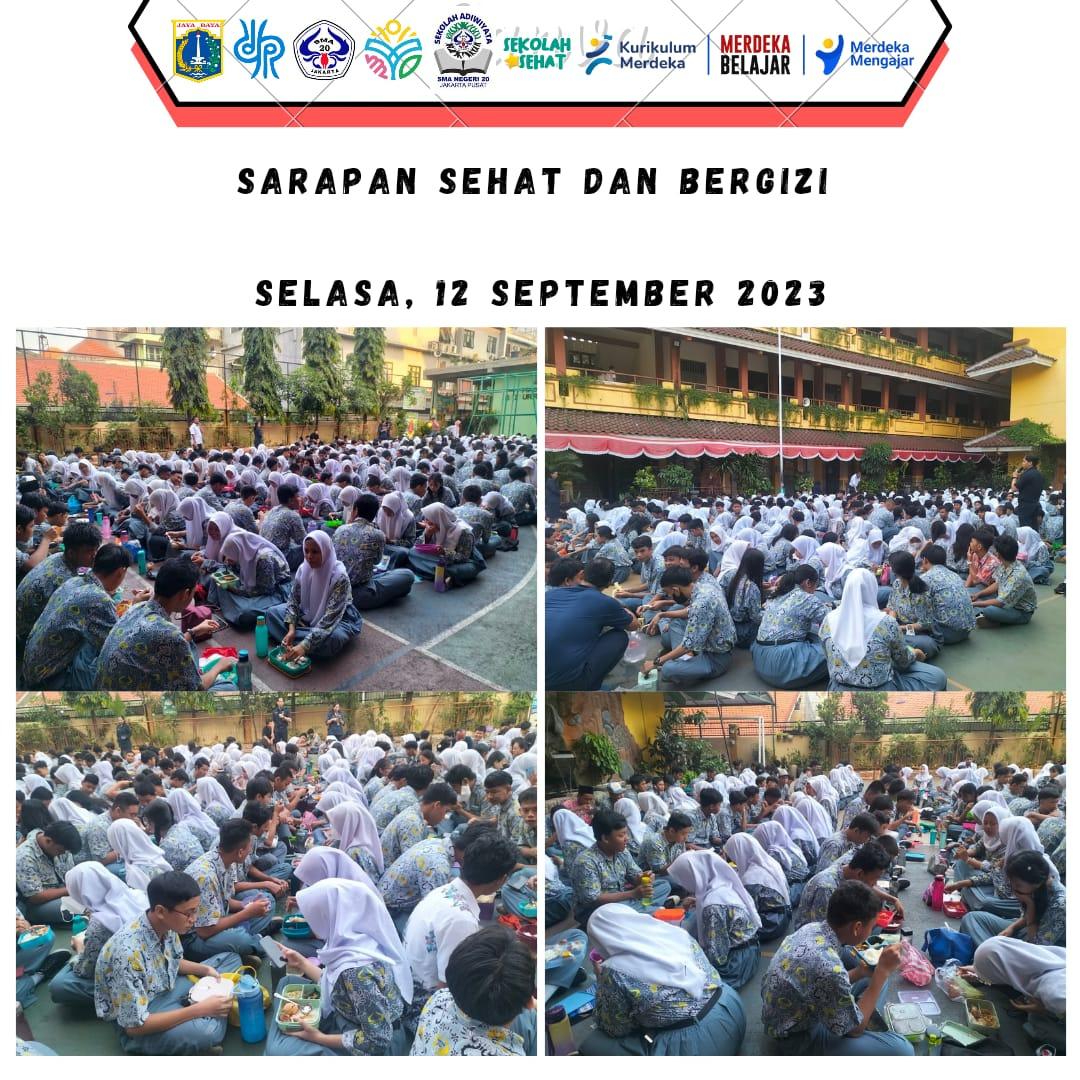 JAYA RAYA
SMA
20
JAKARTA
SEKOLAH ADIWIYATA
SMA NEGERI 20
JAKARTA PUSAT
SEKOLAH
SEHAT
Kurikulum
Merdeka
MERDEKA
BELAJAR
Merdeka
Mengajar
SARAPAN SEHAT DAN BERGIZI
SELASA, 12 SEPTEMBER 2023